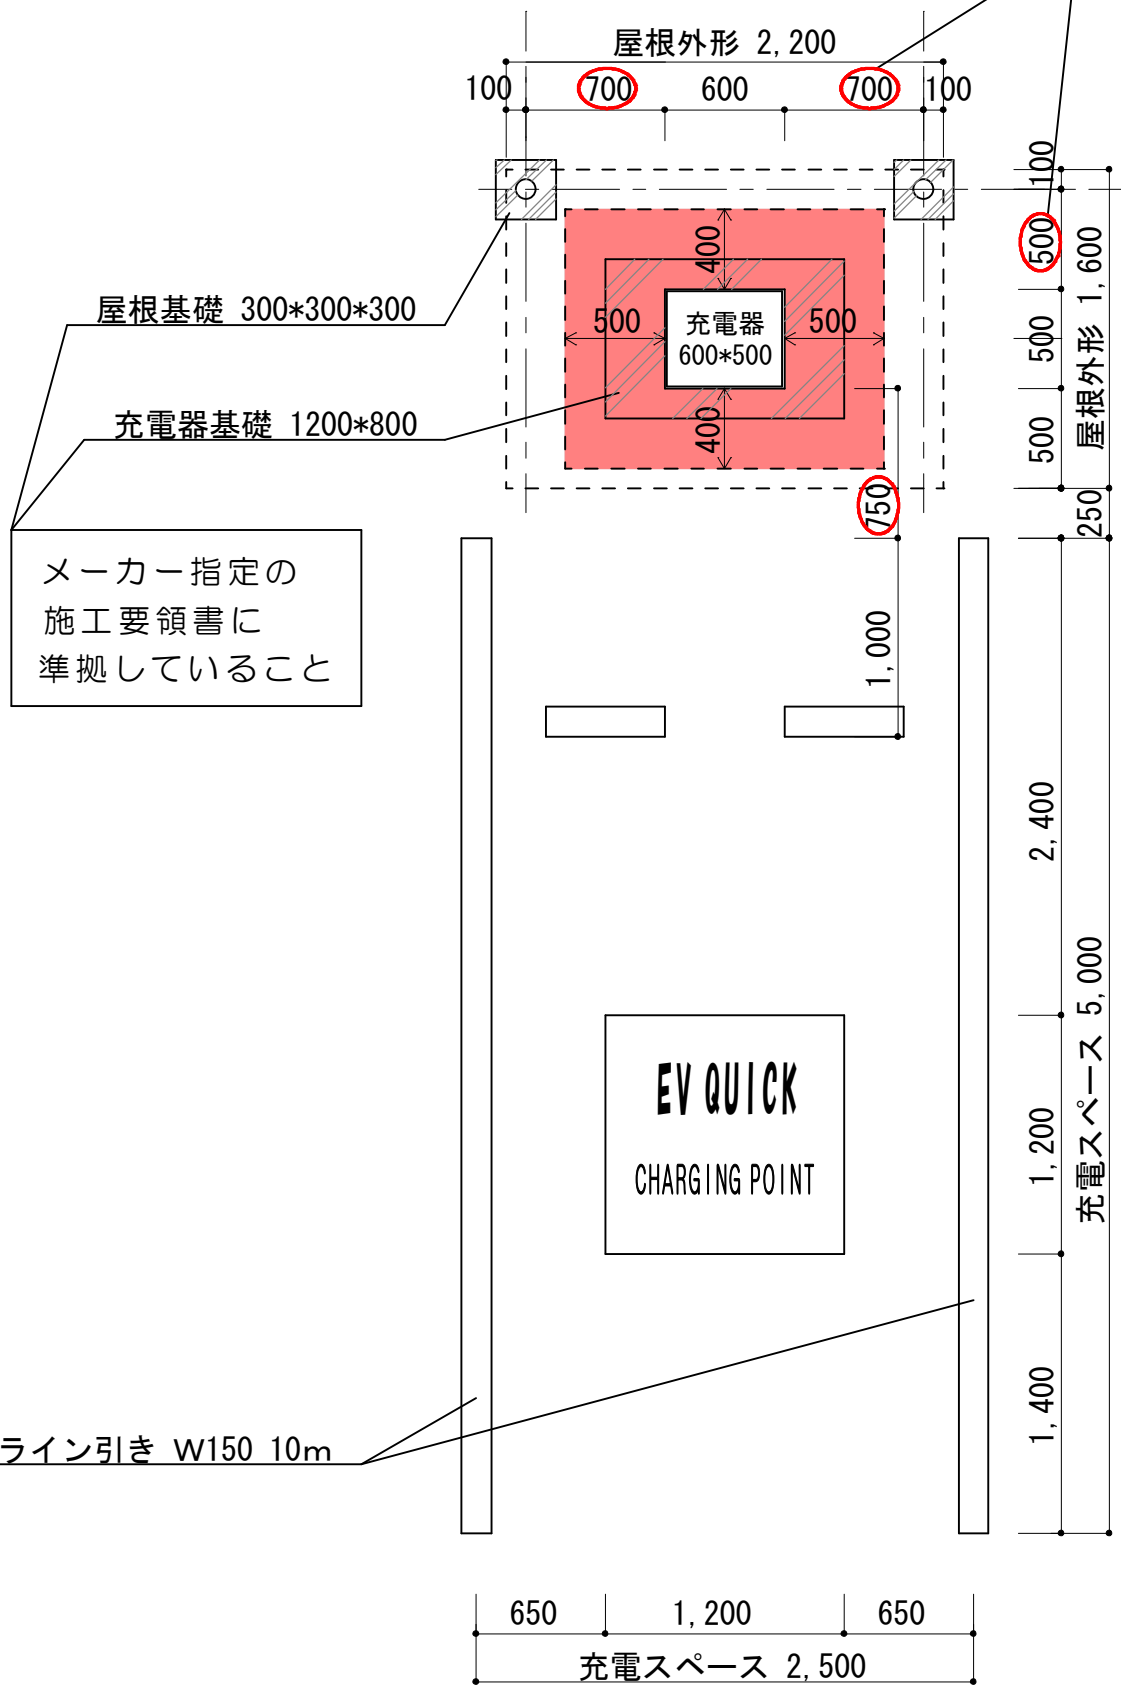 屋根外形 2,200
100 700 600 700 100
100
500
500
500
屋根外形 1,600
250
400
500 充電器 500
600*500
400
屋根基礎 300*300*300
充電器基礎 1200*800
メーカー指定の
施工要領書に
準拠していること
750
1,000
2,400
EV QUICK
CHARGING POINT
1,200
充電スペース 5,000
1,400
ライン引き W150 10m
650 1,200 650
充電スペース 2,500